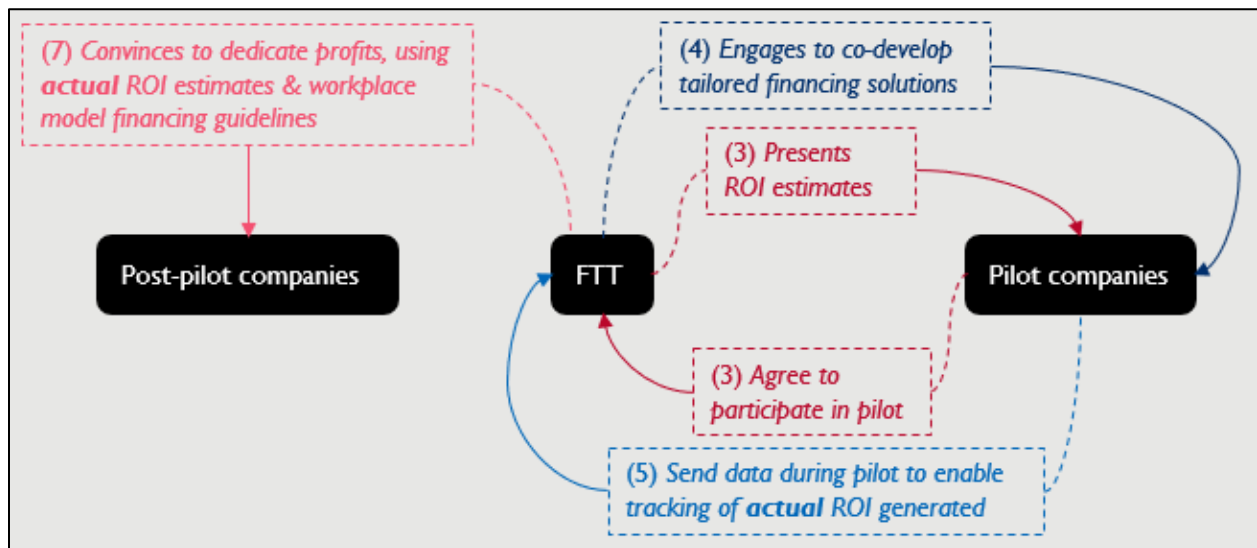 (7) Convinces to dedicate profits, using
actual ROI estimates & workplace
model financing guidelines
(4) Engages to co-develop
tailored financing solutions
(3) Presents
ROI estimates
Post-pilot companies
FTT
Pilot companies
(3) Agree to
participate in pilot
(5) Send data during pilot to enable
tracking of actual ROI generated